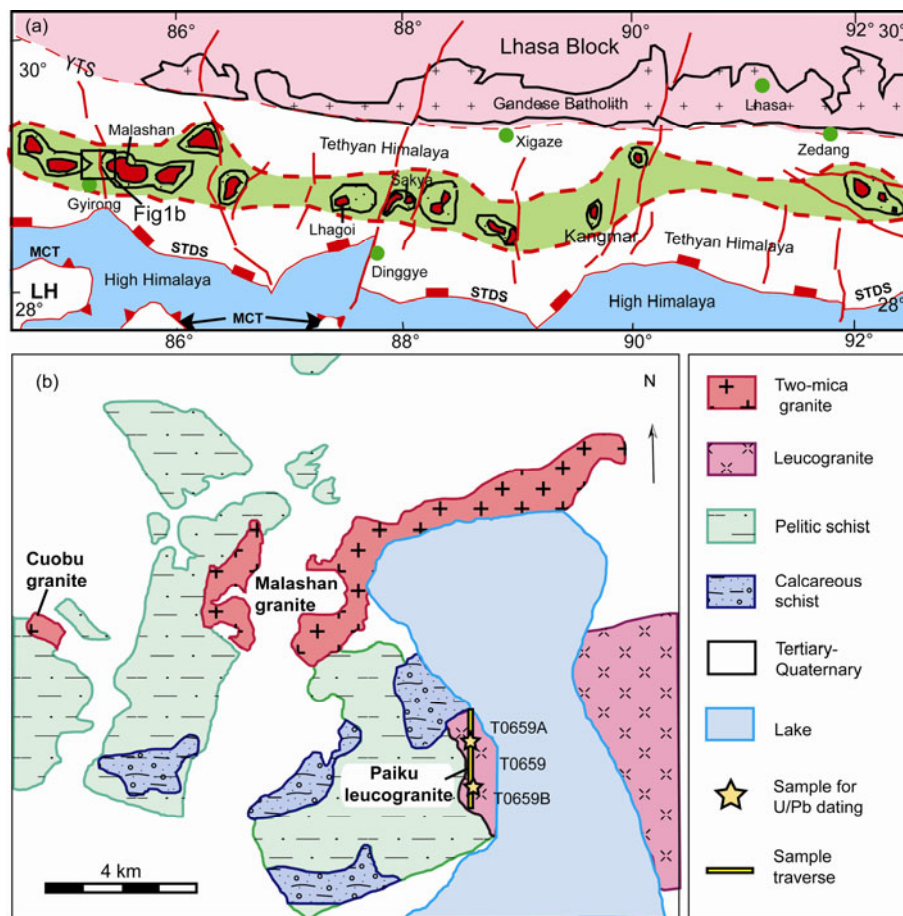 (a)
86°
88°
90°
92° 30°
30°
YTS
Lhasa Block
Gandese Batholith
Lhasa
Malashan
Tethyan Himalaya
Xigaze
Zedang
Sakya
Gyirong
Fig1b
Lhagoi
Kangmar
Tethyan Himalaya
MCT
STDS
Dinggye
High Himalaya
LH
STDS
High Himalaya
STDS
28°
MCT
28°
86°
88°
90°
92°
(b)
N
Two-mica
granite
Leucogranite
Pelitic schist
Cuobu
granite
Malashan
granite
Calcareous
schist
Tertiary-
Quaternary
T0659A
T0659
Paiku
leucogranite
T0659B
Lake
Sample for
U/Pb dating
4 km
Sample
traverse